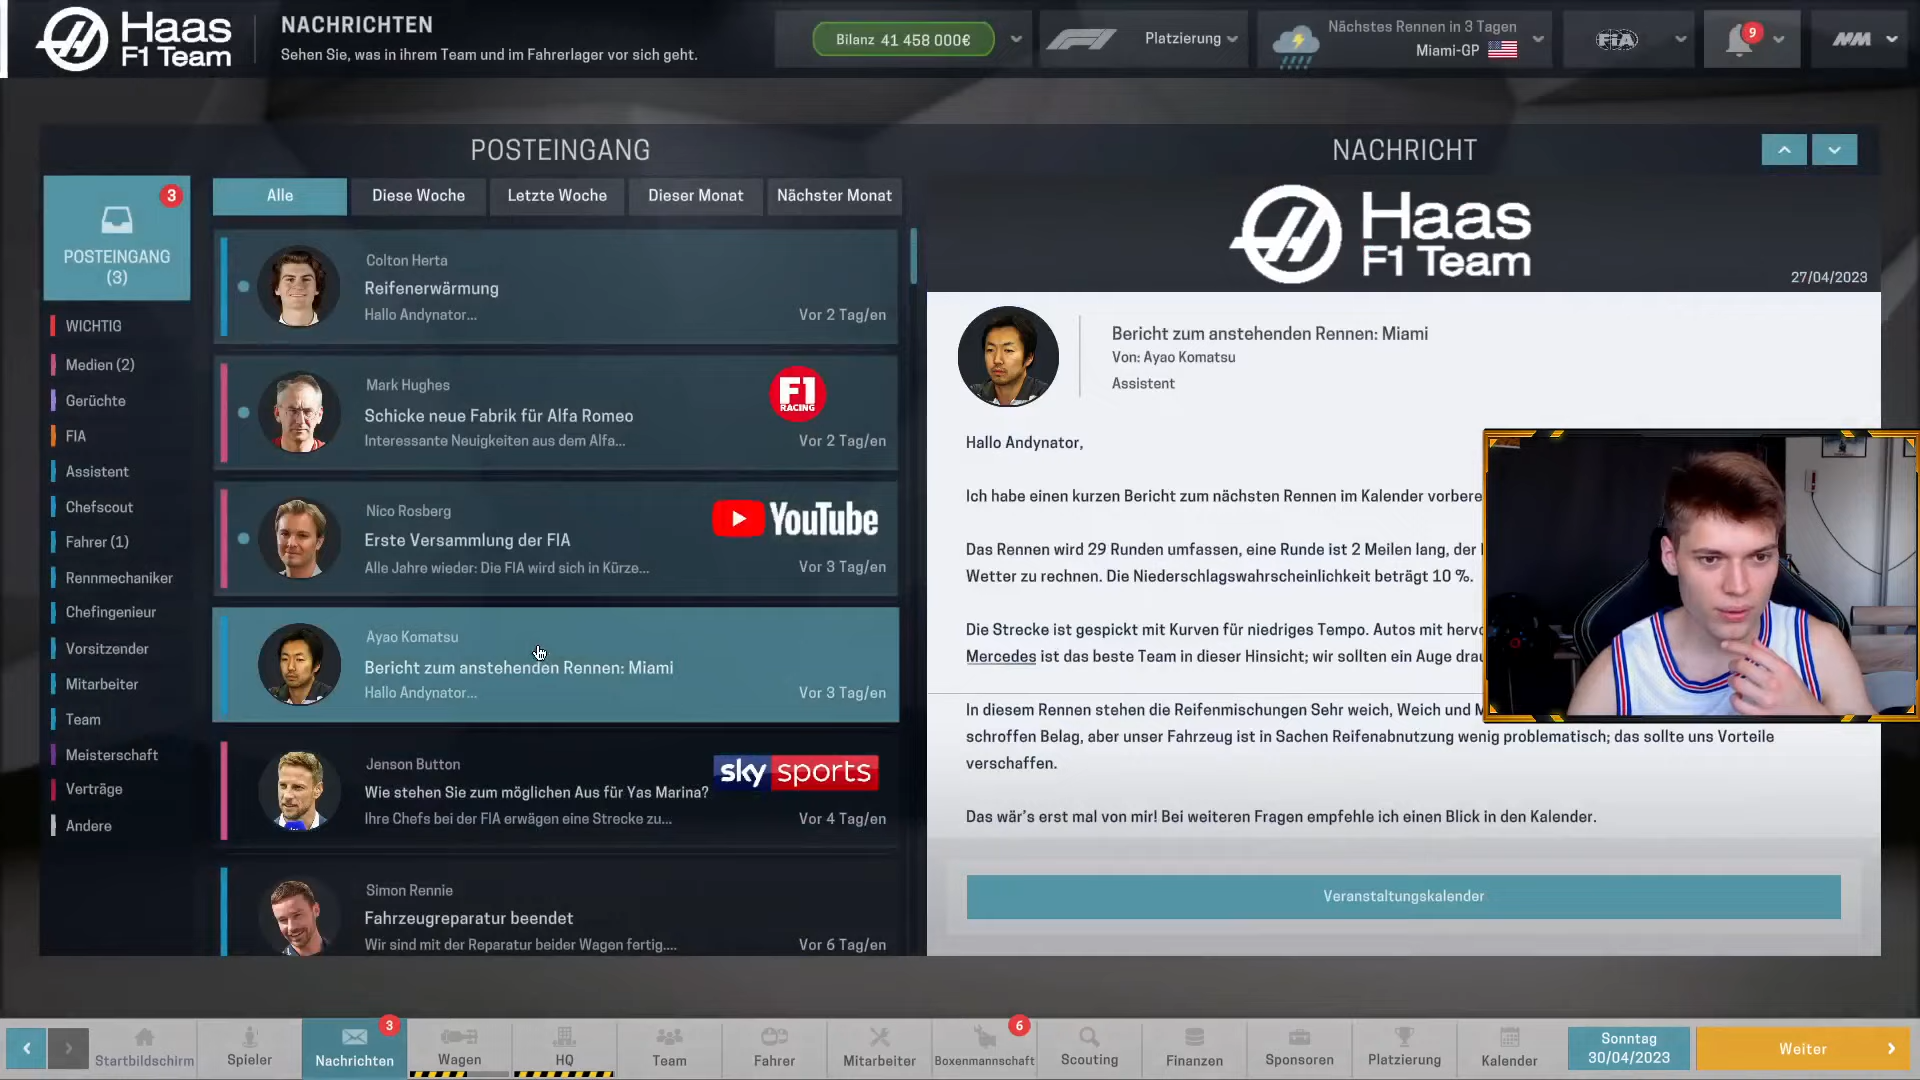 Haas
F1 Team
NACHRICHTEN
Sehen Sie, was in ihrem Team und im Fahrerlager vor sich geht.
Bilanz 41 458 000€
Platzierung
Nächstes Rennen in 3 Tagen
Miami-GP
FIA
9
MM
POSTEINGANG
NACHRICHT
3
POSTEINGANG
(3)
Alle
Diese Woche
Letzte Woche
Dieser Monat
Nächster Monat
WICHTIG
Medien (2)
Gerüchte
FIA
Assistent
Chefscout
Fahrer (1)
Rennmechaniker
Chefingenieur
Vorsitzender
Mitarbeiter
Team
Meisterschaft
Verträge
Andere
Colton Herta
Reifenerwärmung
Hallo Andynator...
Vor 2 Tag/en
Mark Hughes
Schicke neue Fabrik für Alfa Romeo
Interessante Neuigkeiten aus dem Alfa...
F1
RACING
Vor 2 Tag/en
Nico Rosberg
Erste Versammlung der FIA
Alle Jahre wieder: Die FIA wird sich in Kürze...
YouTube
Vor 3 Tag/en
Ayao Komatsu
Bericht zum anstehenden Rennen: Miami
Hallo Andynator...
Vor 3 Tag/en
Jenson Button
Wie stehen Sie zum möglichen Aus für Yas Marina?
Ihre Chefs bei der FIA erwägen eine Strecke zu...
sky sports
Vor 4 Tag/en
Simon Rennie
Fahrzeugreparatur beendet
Wir sind mit der Reparatur beider Wagen fertig....
Vor 6 Tag/en
Haas
F1 Team
27/04/2023
Bericht zum anstehenden Rennen: Miami
Von: Ayao Komatsu
Assistent
Hallo Andynator,
Ich habe einen kurzen Bericht zum nächsten Rennen im Kalender vorbere
Das Rennen wird 29 Runden umfassen, eine Runde ist 2 Meilen lang, der
Wetter zu rechnen. Die Niederschlagswahrscheinlichkeit beträgt 10 %.
Die Strecke ist gespickt mit Kurven für niedriges Tempo. Autos mit hervo
Mercedes ist das beste Team in dieser Hinsicht; wir sollten ein Auge drau
In diesem Rennen stehen die Reifenmischungen Sehr weich, Weich und M
schroffen Belag, aber unser Fahrzeug ist in Sachen Reifenabnutzung wenig problematisch; das sollte uns Vorteile
verschaffen.
Das wär's erst mal von mir! Bei weiteren Fragen empfehle ich einen Blick in den Kalender.
Veranstaltungskalender
Startbildschirm
Spieler
3
Nachrichten
Wagen
HQ
Team
Fahrer
Mitarbeiter
6
Boxenmannschaft
Scouting
Finanzen
Sponsoren
Platzierung
Kalender
Sonntag
30/04/2023
Weiter